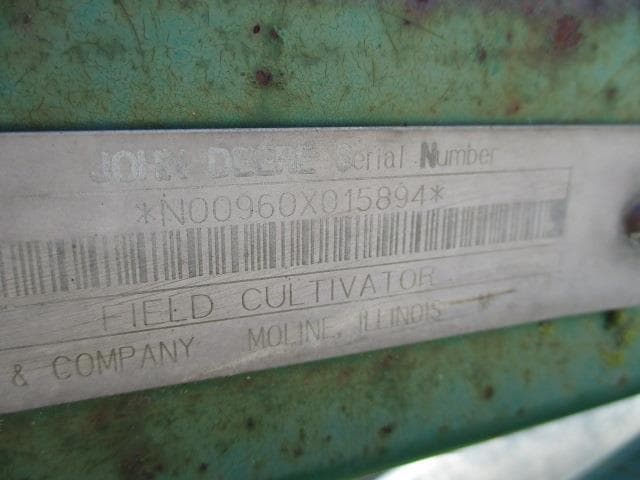 JOHN DEERE Serial Number
*N00960X015894*
FIELD CULTIVATOR
& COMPANY MOLINE, ILLINOIS